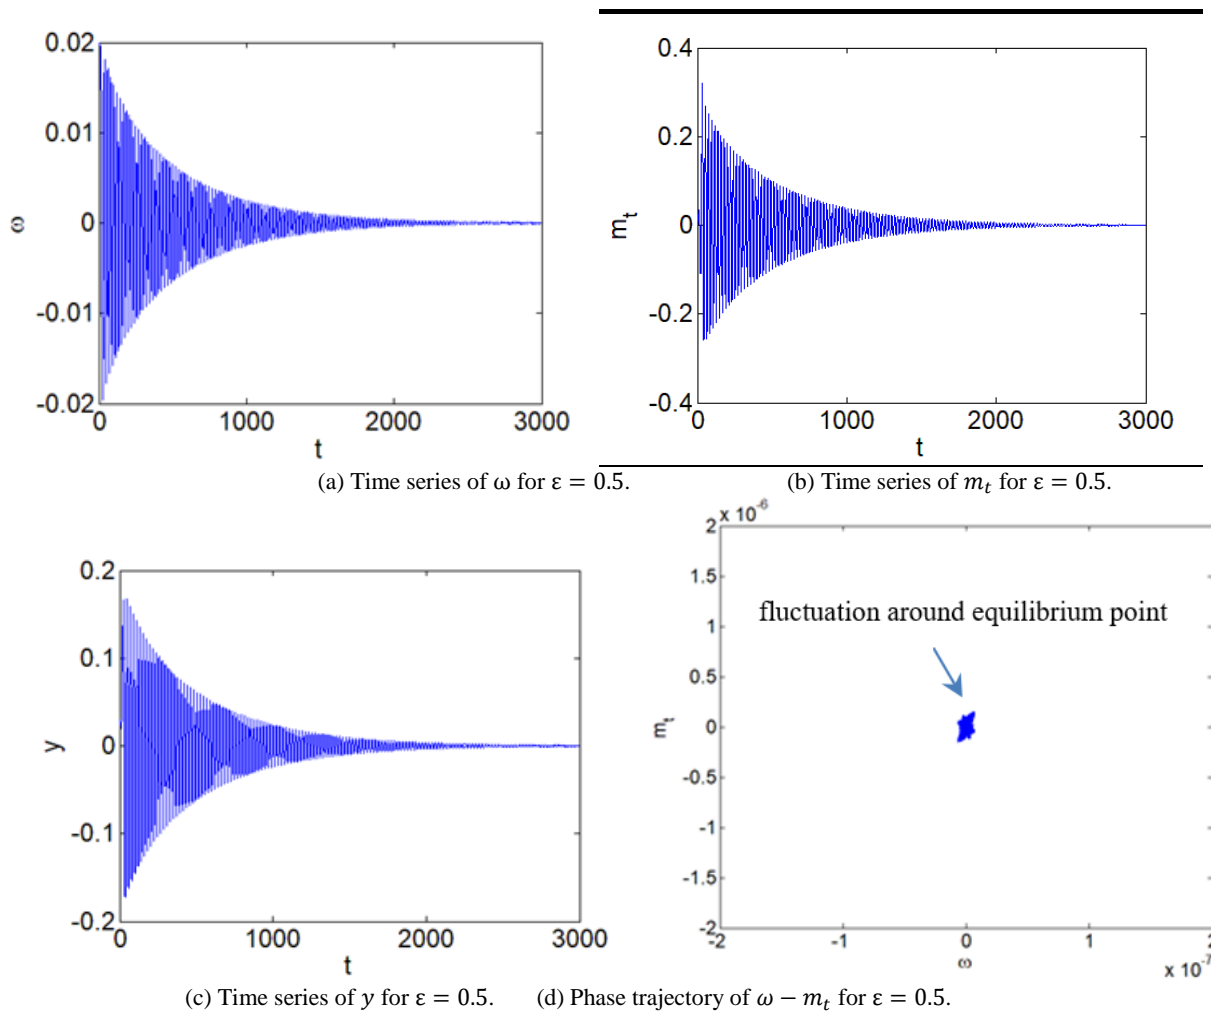 0.02
0.01
0
-0.01
-0.02
ω
0 1000 2000 3000
t
0.4
0.2
0
-0.2
-0.4
m_t
0 1000 2000 3000
t
(a) Time series of ω for ε = 0.5.
(b) Time series of m_t for ε = 0.5.
0.2
0.1
0
-0.1
-0.2
y
0 1000 2000 3000
t
x 10^-6
2
1.5
1
0.5
0
-0.5
-1
-1.5
-2
m_t
fluctuation around equilibrium point
-2 -1 0 1 2
ω
x 10^-7
(c) Time series of y for ε = 0.5.
(d) Phase trajectory of ω − m_t for ε = 0.5.